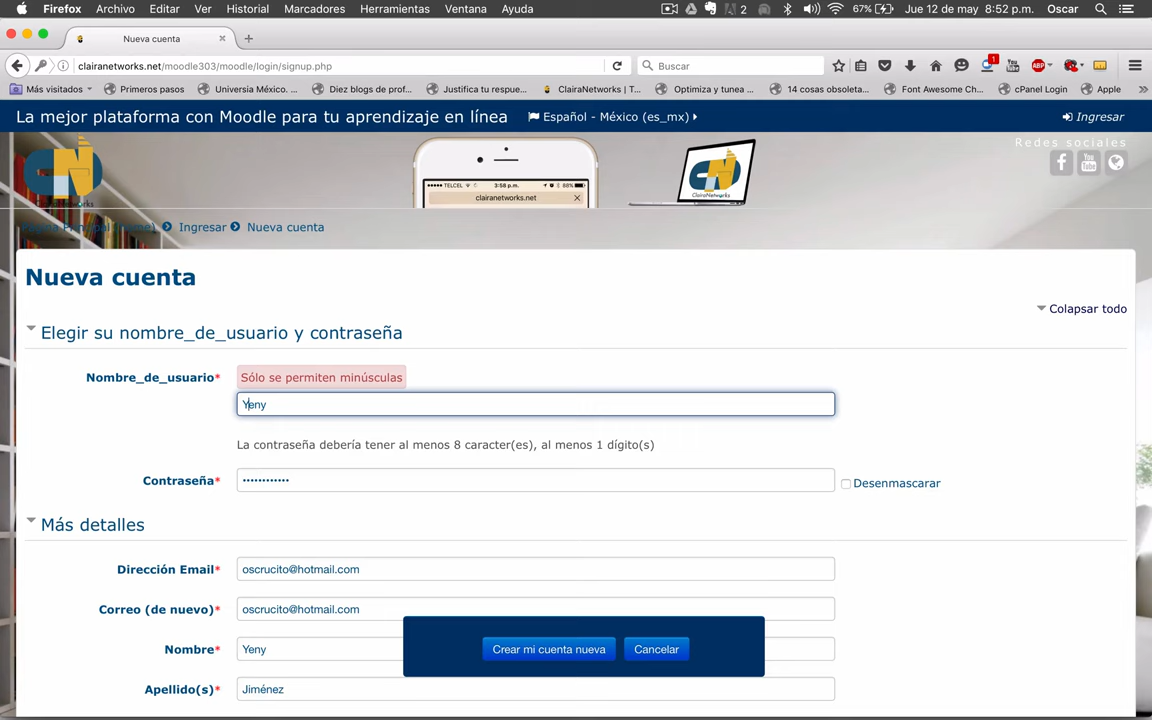 Firefox Archivo Editar Ver Historial Marcadores Herramientas Ventana Ayuda 2 67% Jue 12 de may 8:52 p.m. Oscar
Nueva cuenta
clairanetworks.net/moodle303/moodle/login/signup.php Buscar 1 ABP
Más visitados Primeros pasos Universia México. ... Diez blogs de prof... Justifica tu respue... ClairaNetworks | T... Optimiza y tunea ... 14 cosas obsoleta... Font Awesome Ch... cPanel Login Apple
La mejor plataforma con Moodle para tu aprendizaje en línea Español - México (es_mx) Ingresar
Redes sociales
TELCEL 3:58 p.m. 88%
clairanetworks.net
ClairaNetworks
ClairaNetworks
Ingresar Nueva cuenta
Nueva cuenta
Colapsar todo
Elegir su nombre_de_usuario y contraseña
Nombre_de_usuario* Sólo se permiten minúsculas
Yeny
La contraseña debería tener al menos 8 caracter(es), al menos 1 dígito(s)
Contraseña* •••••••••••• Desenmascarar
Más detalles
Dirección Email* oscrucito@hotmail.com
Correo (de nuevo)* oscrucito@hotmail.com
Nombre* Yeny
Crear mi cuenta nueva Cancelar
Apellido(s)* Jiménez